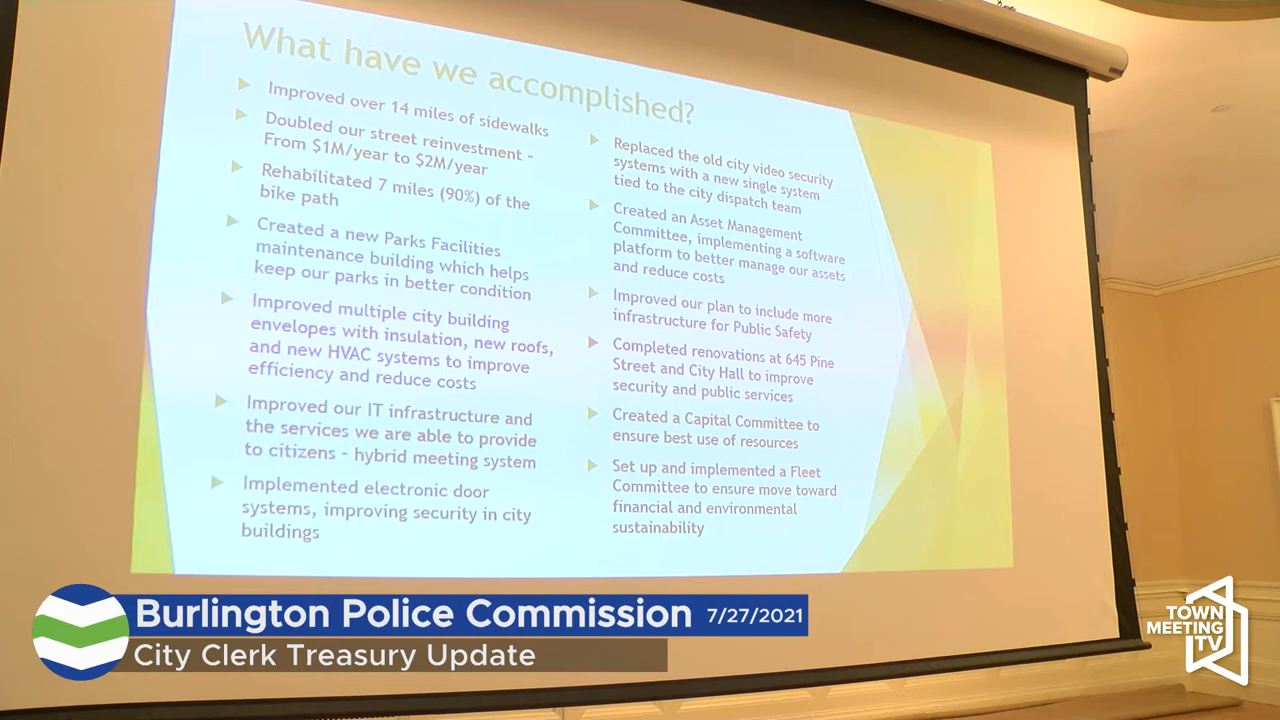 What have we accomplished?
Improved over 14 miles of sidewalks
Doubled our street reinvestment -
From $1M/year to $2M/year
Rehabilitated 7 miles (90%) of the
bike path
Created a new Parks Facilities
maintenance building which helps
keep our parks in better condition
Improved multiple city building
envelopes with insulation, new roofs,
and new HVAC systems to improve
efficiency and reduce costs
Improved our IT infrastructure and
the services we are able to provide
to citizens - hybrid meeting system
Implemented electronic door
systems, improving security in city
buildings
Replaced the old city video security
systems with a new single system
tied to the city dispatch team
Created an Asset Management
Committee, implementing a software
platform to better manage our assets
and reduce costs
Improved our plan to include more
infrastructure for Public Safety
Completed renovations at 645 Pine
Street and City Hall to improve
security and public services
Created a Capital Committee to
ensure best use of resources
Set up and implemented a Fleet
Committee to ensure move toward
financial and environmental
sustainability
Burlington Police Commission 7/27/2021
City Clerk Treasury Update
TOWN
MEETING
TV